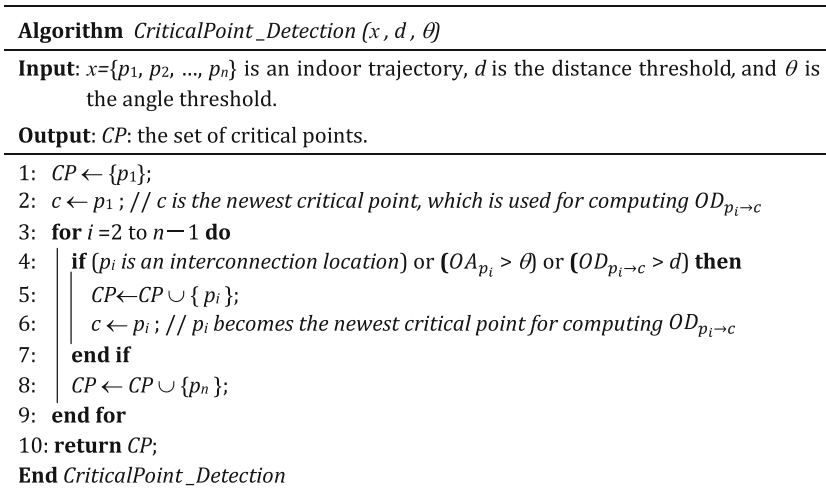 Algorithm CriticalPoint_Detection (x , d , θ)
Input: x={p1, p2, ..., pn} is an indoor trajectory, d is the distance threshold, and θ is
the angle threshold.
Output: CP: the set of critical points.
1: CP ← {p1};
2: c ← p1 ; // c is the newest critical point, which is used for computing ODpi→c
3: for i =2 to n−1 do
4: if (pi is an interconnection location) or (OApi > θ) or (ODpi→c > d) then
5: CP←CP ∪ { pi };
6: c ← pi ; // pi becomes the newest critical point for computing ODpi→c
7: end if
8: CP ← CP ∪ {pn };
9: end for
10: return CP;
End CriticalPoint_Detection